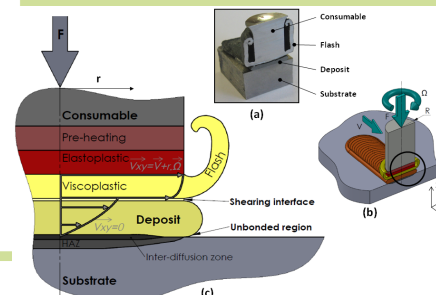 Consumable
Flash
Deposit
Substrate
(a)
F
r
Consumable
Pre-heating
Elastoplastic
Vxy=V+r.Ω
Viscoplastic
Flash
Shearing interface
Deposit
Vxy=0
Unbonded region
HAZ
Inter-diffusion zone
Substrate
(c)
Ω
F
R
V
(b)